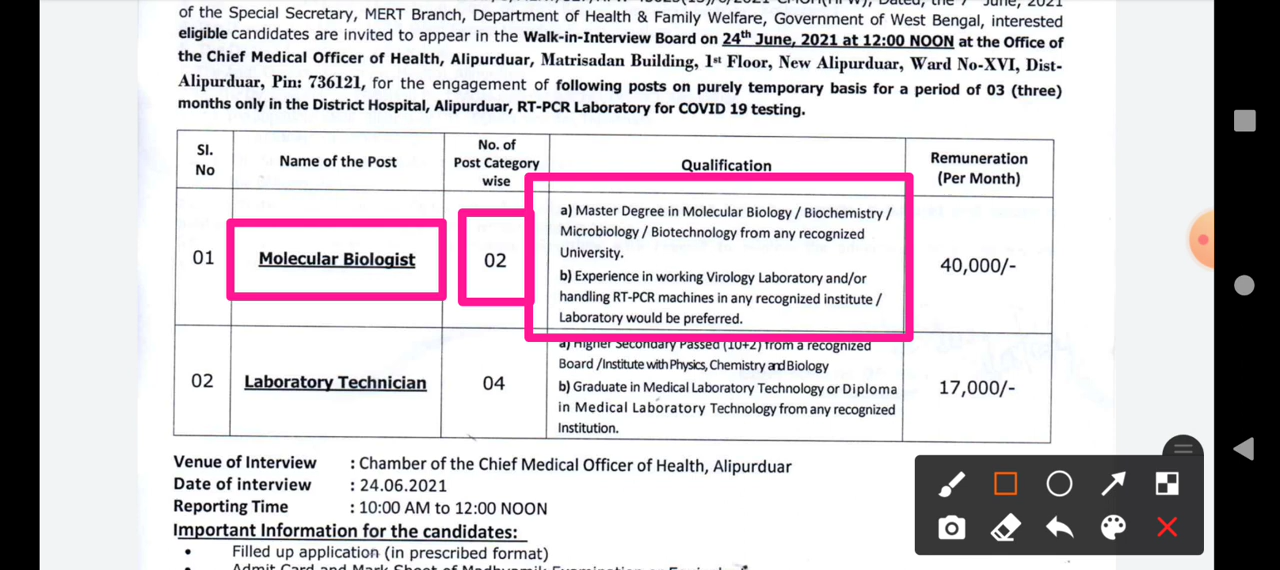 of the Special Secretary, MERT Branch, Department of Health & Family Welfare, Government of West Bengal, interested
eligible candidates are invited to appear in the Walk-in-Interview Board on 24th June, 2021 at 12:00 NOON at the Office of
the Chief Medical Officer of Health, Alipurduar, Matrisadan Building, 1st Floor, New Alipurduar, Ward No-XVI, Dist-
Alipurduar, Pin: 736121, for the engagement of following posts on purely temporary basis for a period of 03 (three)
months only in the District Hospital, Alipurduar, RT-PCR Laboratory for COVID 19 testing.
Sl. No
Name of the Post
No. of
Post Category
wise
Qualification
Remuneration
(Per Month)
01
Molecular Biologist
02
a) Master Degree in Molecular Biology / Biochemistry /
Microbiology / Biotechnology from any recognized
University.
b) Experience in working Virology Laboratory and/or
handling RT-PCR machines in any recognized institute /
Laboratory would be preferred.
40,000/-
02
Laboratory Technician
04
a) Higher Secondary Passed (10+2) from a recognized
Board /Institute with Physics, Chemistry and Biology
b) Graduate in Medical Laboratory Technology or Diploma
in Medical Laboratory Technology from any recognized
Institution.
17,000/-
Venue of Interview : Chamber of the Chief Medical Officer of Health, Alipurduar
Date of interview : 24.06.2021
Reporting Time : 10:00 AM to 12:00 NOON
Important Information for the candidates:
• Filled up application (in prescribed format)